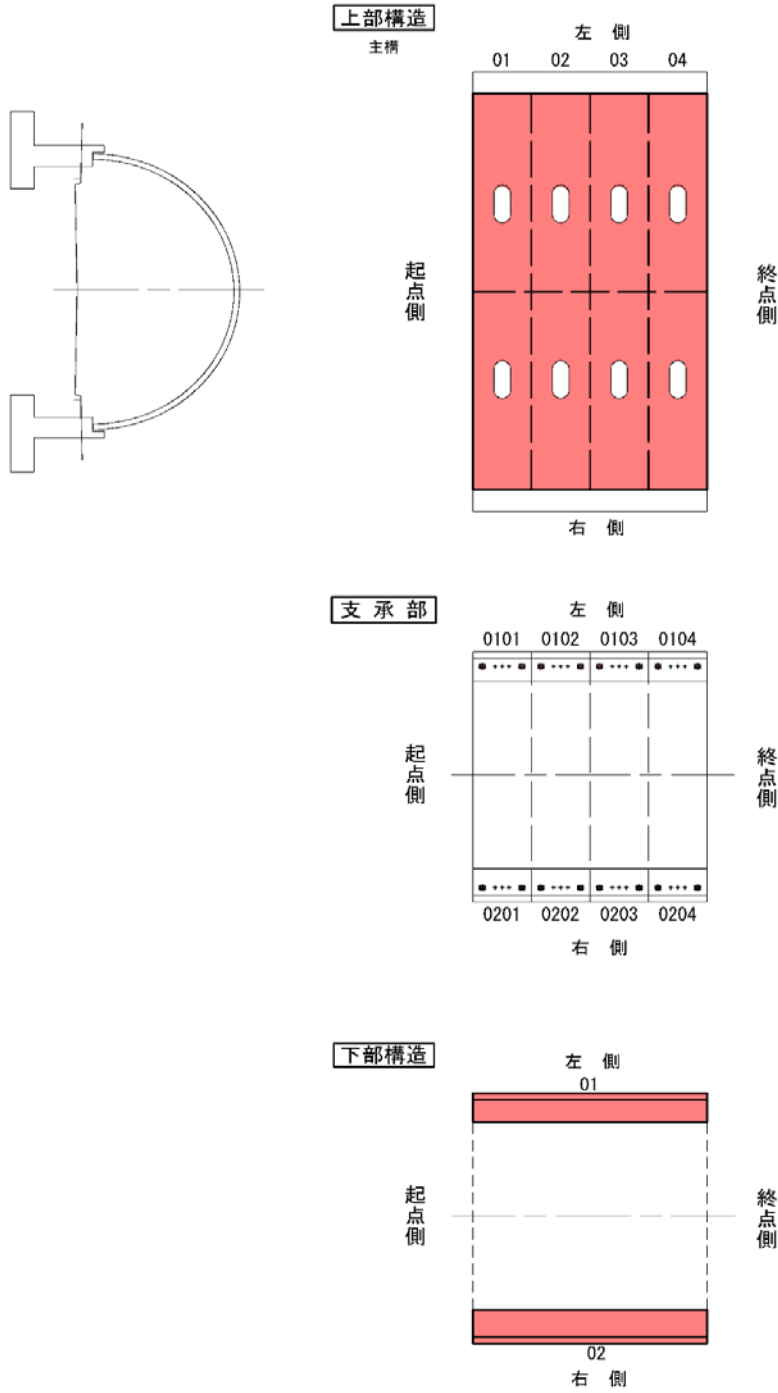 上部構造
主構
左 側
01 02 03 04
起点側
終点側
右 側
支 承 部
左 側
0101 0102 0103 0104
起点側
終点側
0201 0202 0203 0204
右 側
下部構造
左 側
01
起点側
終点側
02
右 側